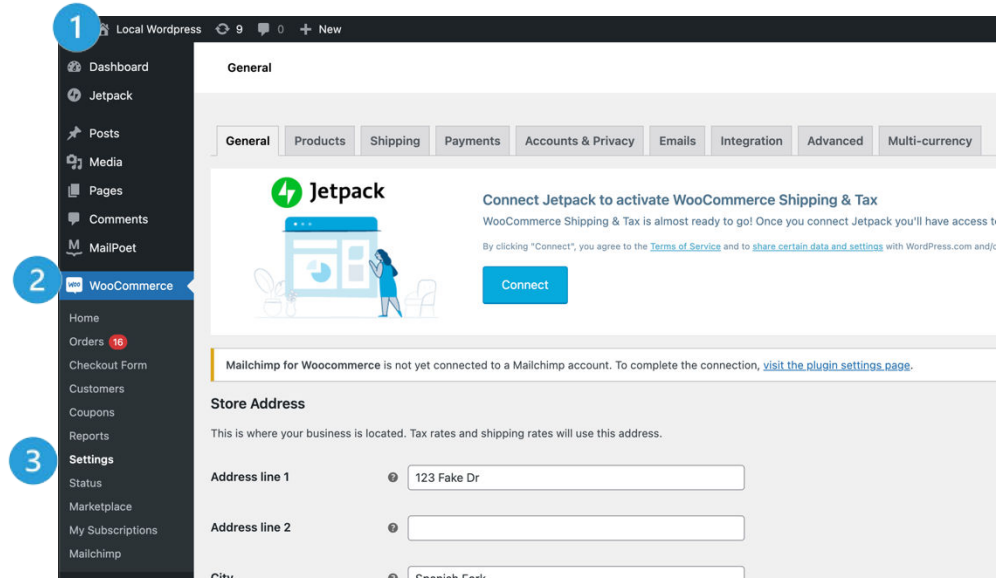 1
Local Wordpress 9 0 + New
Dashboard
Jetpack
Posts
Media
Pages
Comments
MailPoet
2
WooCommerce
Home
Orders 16
Checkout Form
Customers
Coupons
Reports
3
Settings
Status
Marketplace
My Subscriptions
Mailchimp
General
General Products Shipping Payments Accounts & Privacy Emails Integration Advanced Multi-currency
Jetpack
Connect Jetpack to activate WooCommerce Shipping & Tax
WooCommerce Shipping & Tax is almost ready to go! Once you connect Jetpack you'll have access
By clicking "Connect", you agree to the Terms of Service and to share certain data and settings with WordPress.com
Connect
Mailchimp for Woocommerce is not yet connected to a Mailchimp account. To complete the connection, visit the plugin settings page.
Store Address
This is where your business is located. Tax rates and shipping rates will use this address.
Address line 1 123 Fake Dr
Address line 2
City Spanish Fork